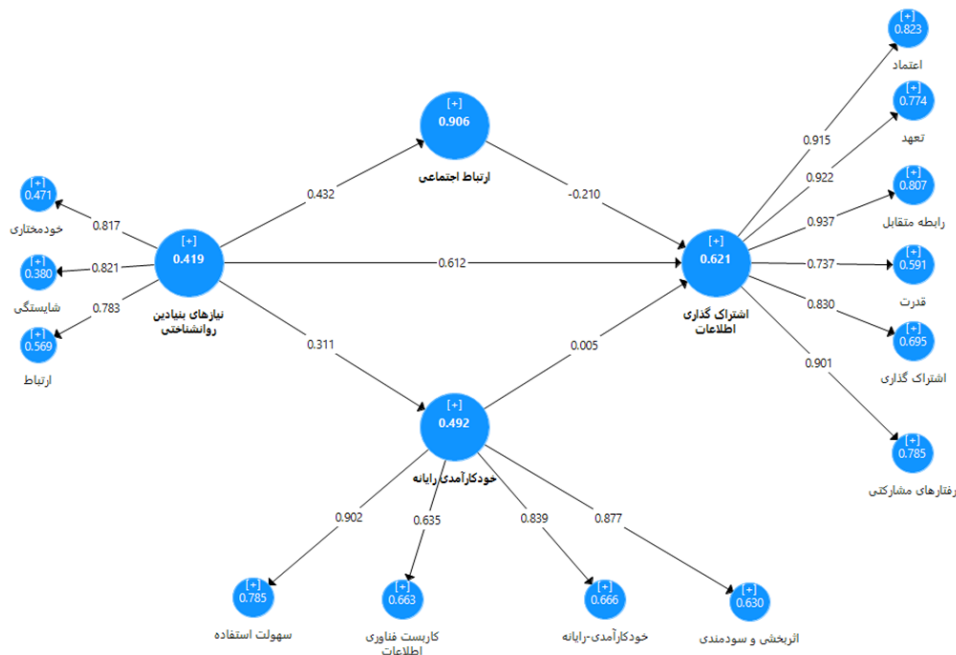 [+]
0.823
اعتماد
[+]
0.774
تعهد
0.915
[+]
0.906
ارتباط اجتماعی
0.922
[+]
0.471
خودمختاری
0.817
0.432
-0.210
[+]
0.807
رابطه متقابل
0.937
[+]
0.419
نیازهای بنیادین
روانشناختی
0.821
[+]
0.380
شایستگی
0.612
[+]
0.621
اشتراک گذاری
اطلاعات
0.737
[+]
0.591
قدرت
0.783
[+]
0.569
ارتباط
0.311
0.005
0.830
[+]
0.695
اشتراک گذاری
0.901
[+]
0.492
خودکارآمدی رایانه
[+]
0.785
رفتارهای مشارکتی
0.902
0.635
0.839
0.877
[+]
0.785
سهولت استفاده
[+]
0.663
کاربست فناوری
اطلاعات
[+]
0.666
خودکارآمدی-رایانه
[+]
0.630
اثربخشی و سودمندی